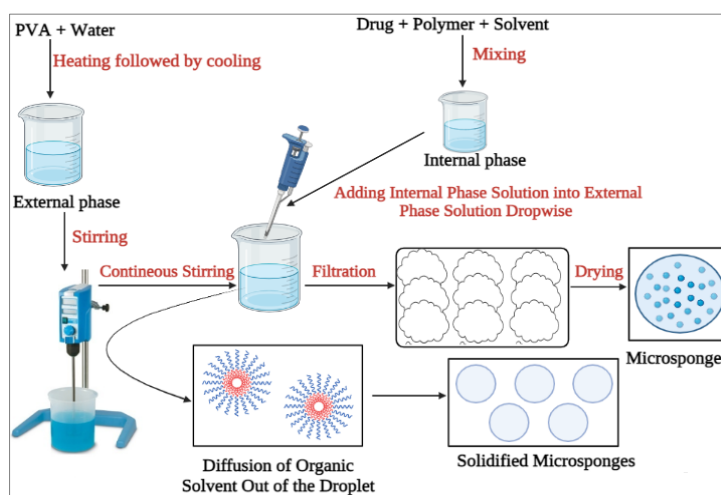 PVA + Water
Heating followed by cooling
External phase
Stirring
Drug + Polymer + Solvent
Mixing
Internal phase
Adding Internal Phase Solution into External
Phase Solution Dropwise
Contineous Stirring
Filtration
Drying
Microsponge
Diffusion of Organic
Solvent Out of the Droplet
Solidified Microsponges